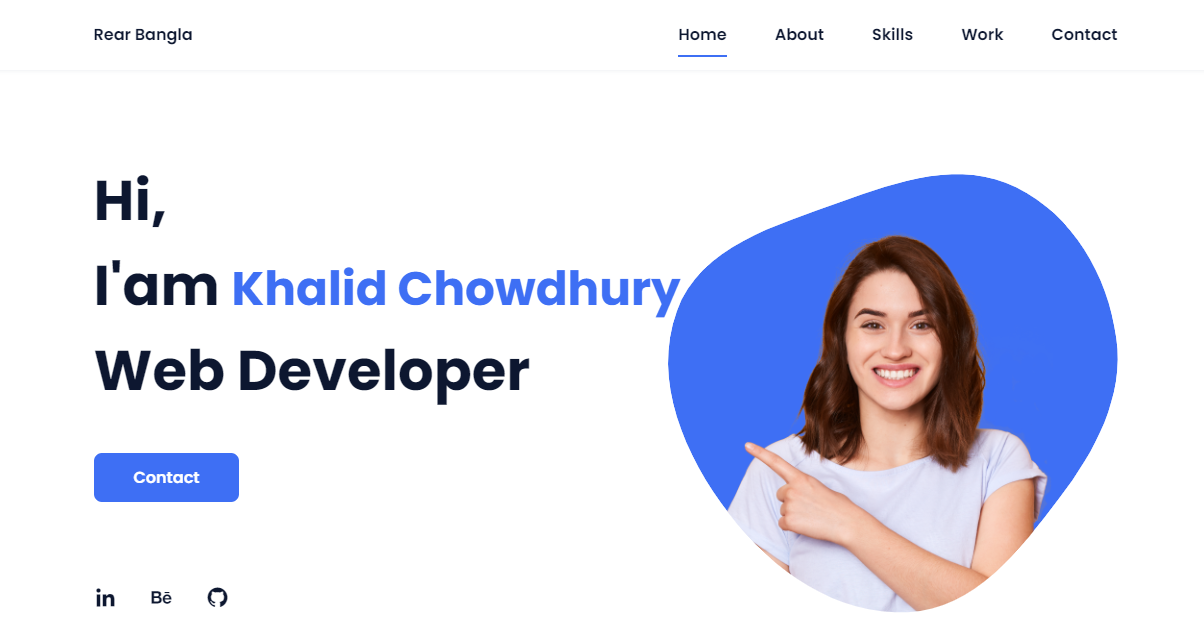 Rear Bangla
Home About Skills Work Contact
Hi,
I'am Khalid Chowdhury
Web Developer
Contact
in Bē